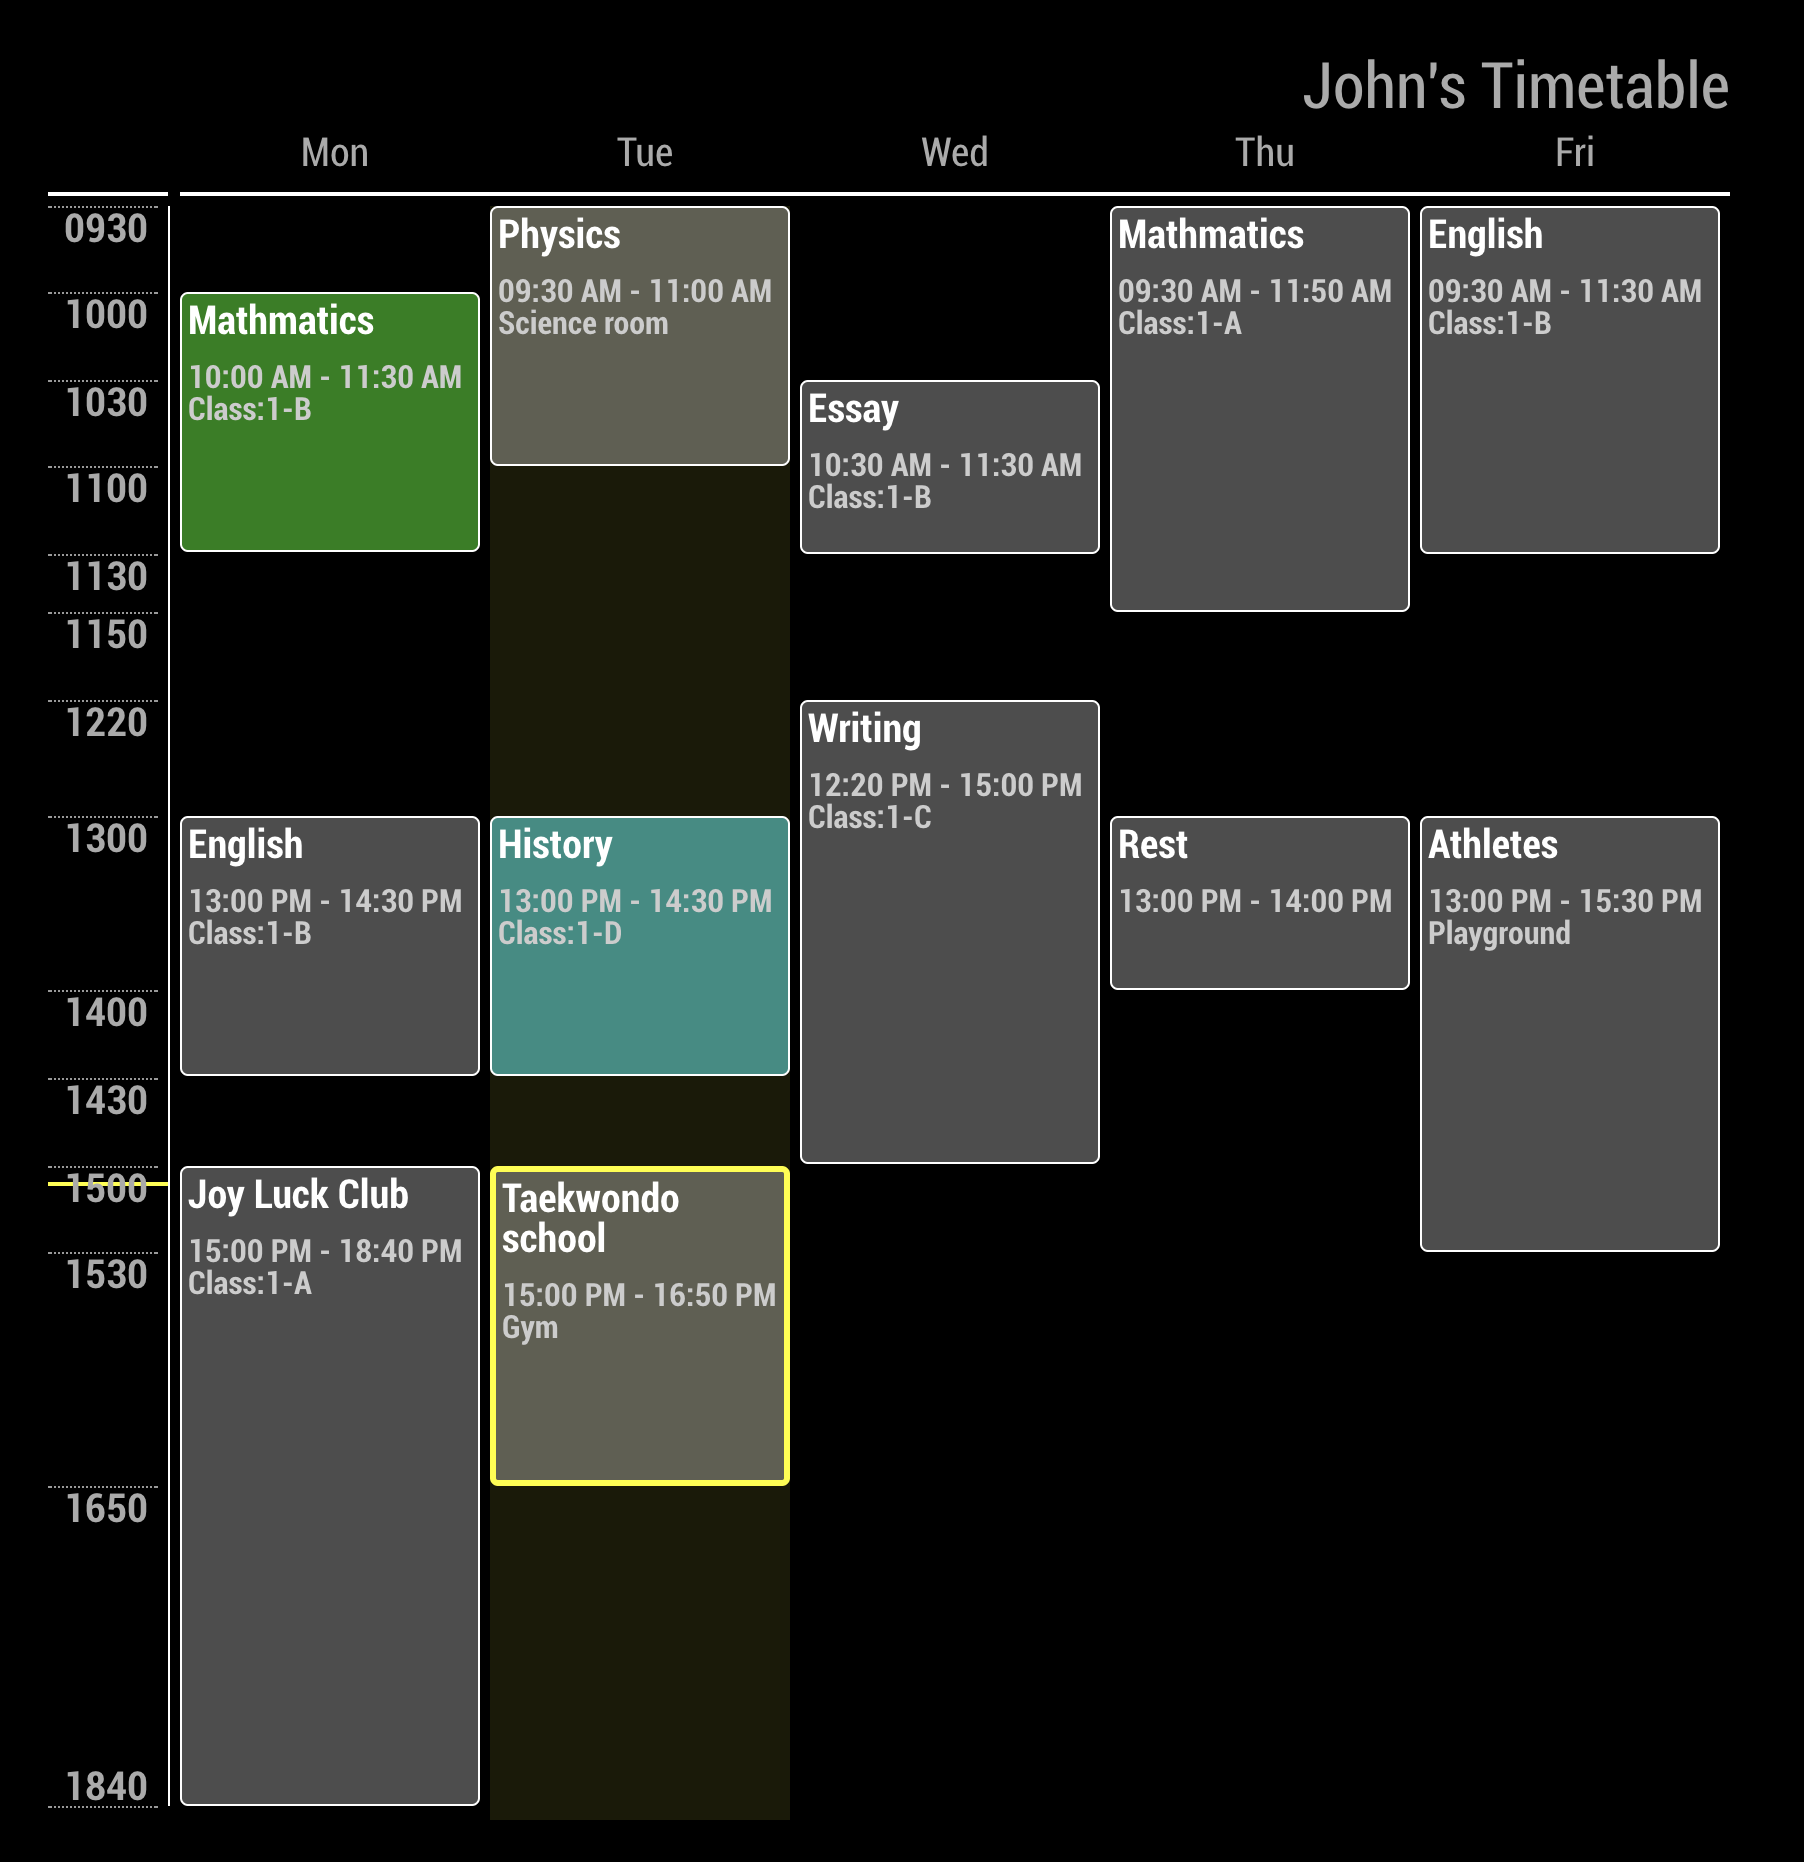 John's Timetable
Mon Tue Wed Thu Fri
0930
1000
1030
1100
1130
1150
1220
1300
1400
1430
1500
1530
1650
1840
Mathmatics
10:00 AM - 11:30 AM
Class:1-B
English
13:00 PM - 14:30 PM
Class:1-B
Joy Luck Club
15:00 PM - 18:40 PM
Class:1-A
Physics
09:30 AM - 11:00 AM
Science room
History
13:00 PM - 14:30 PM
Class:1-D
Taekwondo
school
15:00 PM - 16:50 PM
Gym
Essay
10:30 AM - 11:30 AM
Class:1-B
Writing
12:20 PM - 15:00 PM
Class:1-C
Mathmatics
09:30 AM - 11:50 AM
Class:1-A
Rest
13:00 PM - 14:00 PM
English
09:30 AM - 11:30 AM
Class:1-B
Athletes
13:00 PM - 15:30 PM
Playground